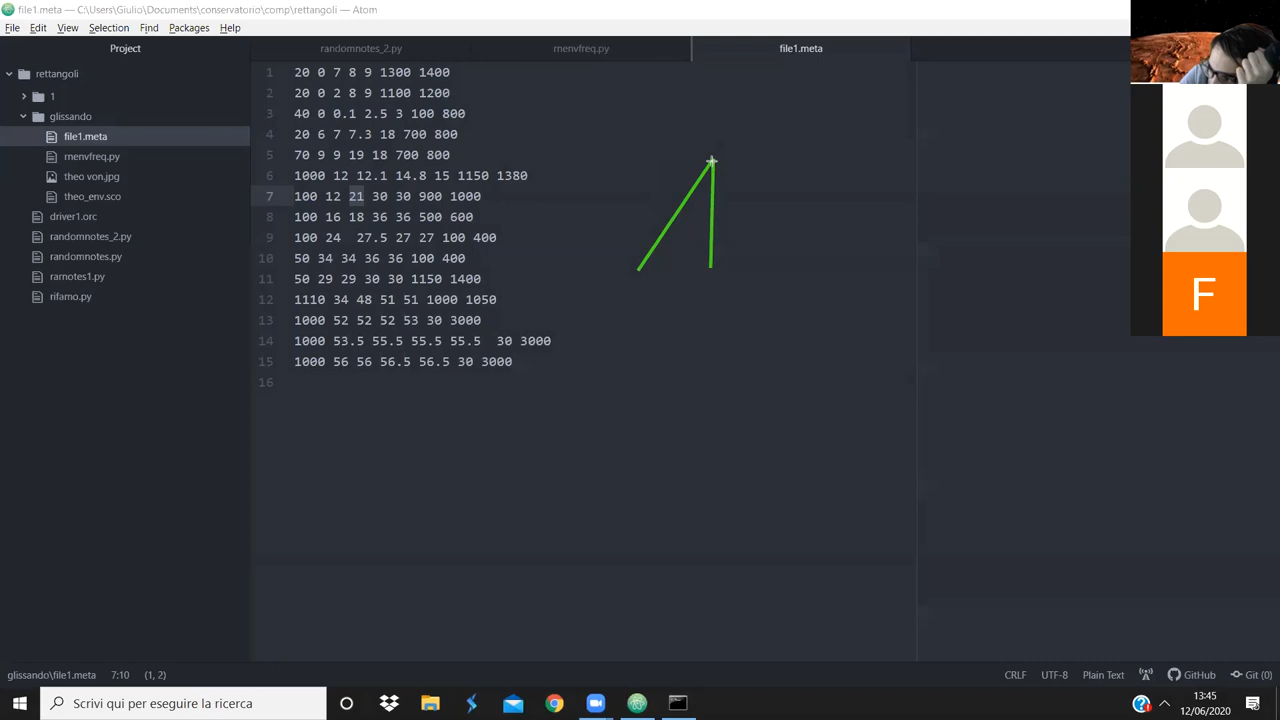 file1.meta — C:\Users\Giulio\Documents\conservatorio\comp\rettangoli — Atom
File Edit View Selection Find Packages Help
Project
randomnotes_2.py
rnenvfreq.py
file1.meta
rettangoli
1
glissando
file1.meta
rnenvfreq.py
theo von.jpg
theo_env.sco
driver1.orc
randomnotes_2.py
randomnotes.py
rarnotes1.py
rifamo.py
1 20 0 7 8 9 1300 1400
2 20 0 2 8 9 1100 1200
3 40 0 0.1 2.5 3 100 800
4 20 6 7 7.3 18 700 800
5 70 9 9 19 18 700 800
6 1000 12 12.1 14.8 15 1150 1380
7 100 12 21 30 30 900 1000
8 100 16 18 36 36 500 600
9 100 24  27.5 27 27 100 400
10 50 34 34 36 36 100 400
11 50 29 29 30 30 1150 1400
12 1110 34 48 51 51 1000 1050
13 1000 52 52 52 53 30 3000
14 1000 53.5 55.5 55.5 55.5  30 3000
15 1000 56 56 56.5 56.5 30 3000
16
F
glissando\file1.meta 7:10 (1, 2)
CRLF UTF-8 Plain Text GitHub Git (0)
Scrivi qui per eseguire la ricerca
13:45
12/06/2020